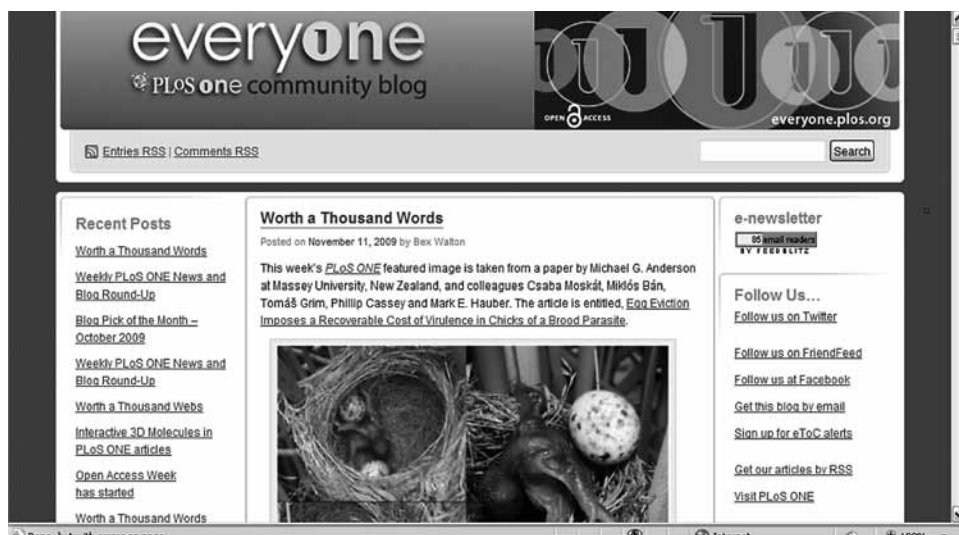 everyone
PLoS one community blog
OPEN ACCESS
everyone.plos.org
Entries RSS | Comments RSS
Search
Recent Posts
Worth a Thousand Words
Weekly PLoS ONE News and
Blog Round-Up
Blog Pick of the Month –
October 2009
Weekly PLoS ONE News and
Blog Round-Up
Worth a Thousand Webs
Interactive 3D Molecules in
PLoS ONE articles
Open Access Week
has started
Worth a Thousand Words
Worth a Thousand Words
Posted on November 11, 2009 by Bex Walton
This week's PLoS ONE featured image is taken from a paper by Michael G. Anderson
at Massey University, New Zealand, and colleagues Csaba Moskát, Miklós Bán,
Tomáš Grim, Phillip Cassey and Mark E. Hauber. The article is entitled, Egg Eviction
Imposes a Recoverable Cost of Virulence in Chicks of a Brood Parasite.
e-newsletter
85 email readers
BY FEEDBLITZ
Follow Us...
Follow us on Twitter
Follow us on FriendFeed
Follow us at Facebook
Get this blog by email
Sign up for eToC alerts
Get our articles by RSS
Visit PLoS ONE